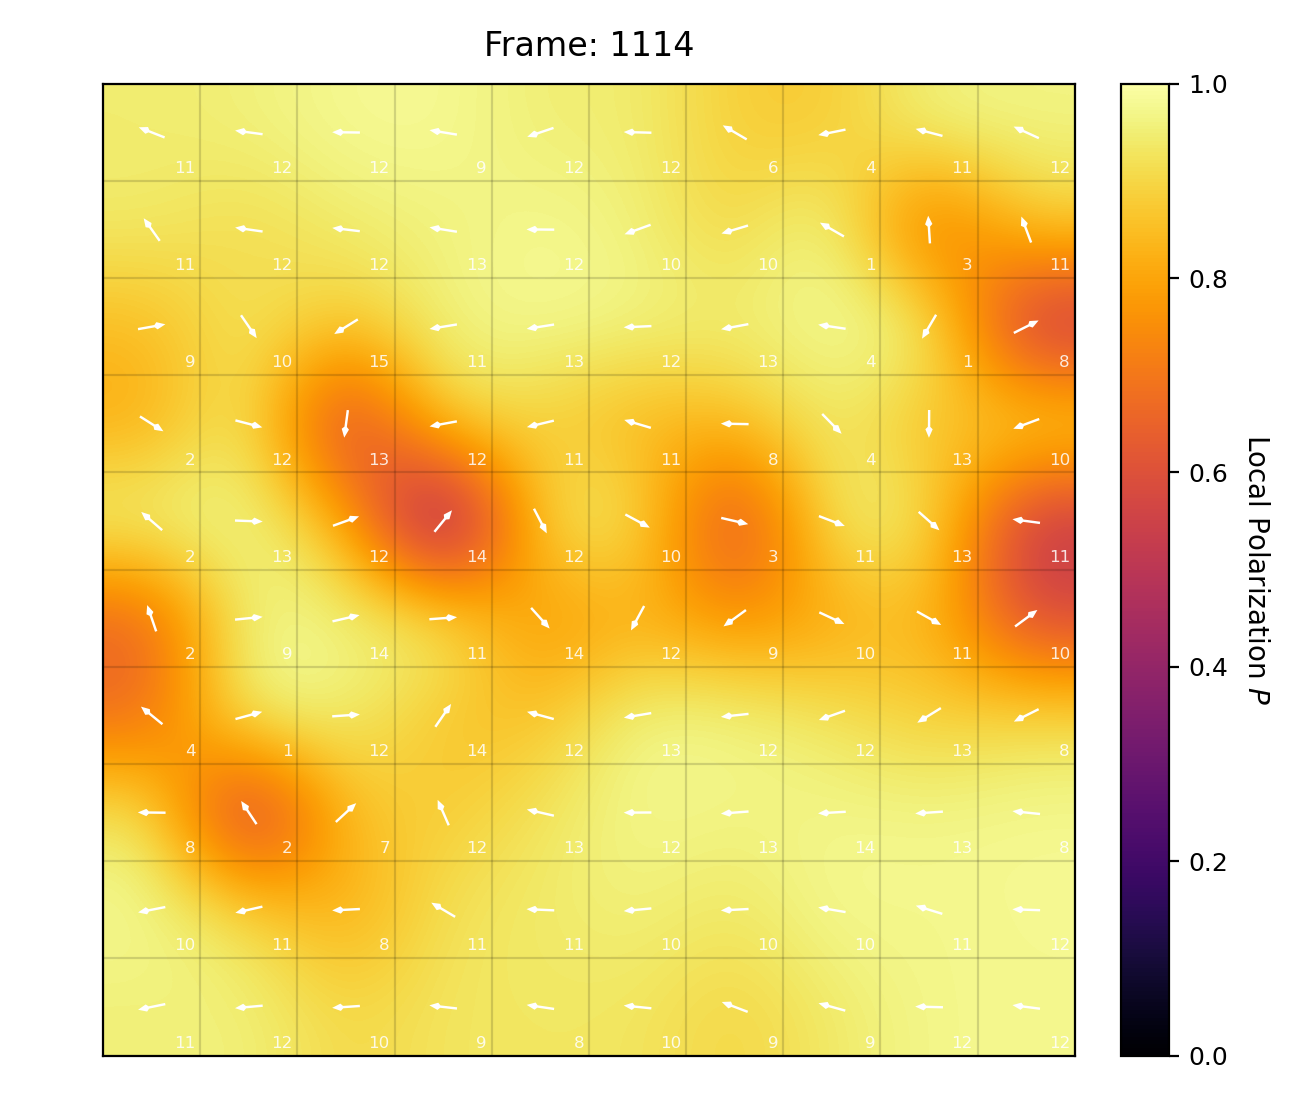 Frame: 1114
11 12 12 9 12 12 6 4 11 12
11 12 12 13 12 10 10 1 3 11
9 10 15 11 13 12 13 4 1 8
2 12 13 12 11 11 8 4 13 10
2 13 12 14 12 10 3 11 13 11
2 9 14 11 14 12 9 10 11 10
4 1 12 14 12 13 12 12 13 8
8 2 7 12 13 12 13 14 13 8
10 11 8 11 11 10 10 10 11 12
11 12 10 9 8 10 9 9 12 12
1.0
0.8
0.6
0.4
0.2
0.0
Local Polarization P